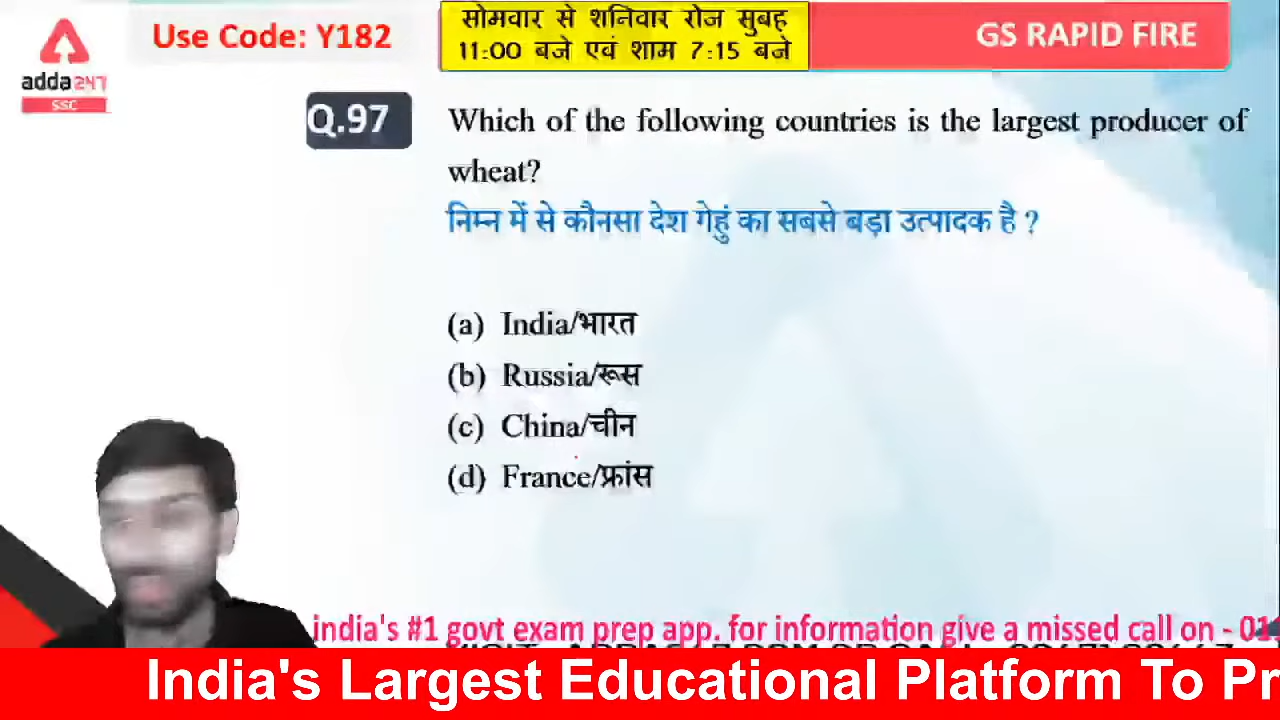 Use Code: Y182
सोमवार से शनिवार रोज सुबह
11:00 बजे एवं शाम 7:15 बजे
GS RAPID FIRE
adda247
SSC
Q.97
Which of the following countries is the largest producer of
wheat?
निम्न में से कौनसा देश गेहुं का सबसे बड़ा उत्पादक है ?
(a) India/भारत
(b) Russia/रूस
(c) China/चीन
(d) France/फ्रांस
india's #1 govt exam prep app. for information give a missed call on - 01
India's Largest Educational Platform To Pr